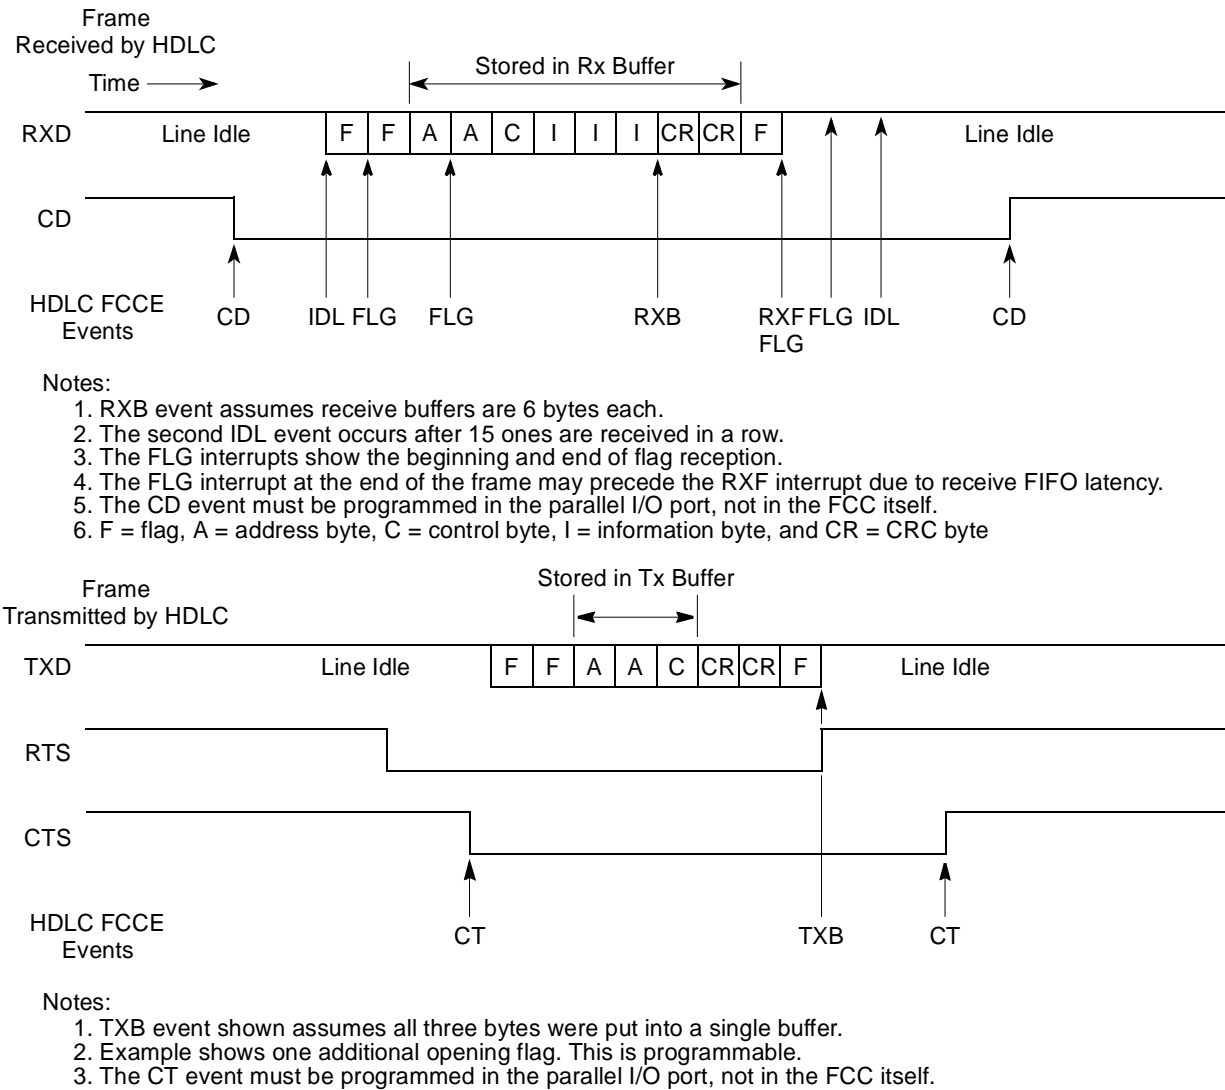 Frame
Received by HDLC
Stored in Rx Buffer
Time
RXD Line Idle F F A A C I I I CR CR F Line Idle
CD
HDLC FCCE
Events
CD IDL FLG FLG RXB RXF FLG IDL CD
FLG
Notes:
1. RXB event assumes receive buffers are 6 bytes each.
2. The second IDL event occurs after 15 ones are received in a row.
3. The FLG interrupts show the beginning and end of flag reception.
4. The FLG interrupt at the end of the frame may precede the RXF interrupt due to receive FIFO latency.
5. The CD event must be programmed in the parallel I/O port, not in the FCC itself.
6. F = flag, A = address byte, C = control byte, I = information byte, and CR = CRC byte
Frame
Transmitted by HDLC
Stored in Tx Buffer
TXD Line Idle F F A A C CR CR F Line Idle
RTS
CTS
HDLC FCCE
Events
CT TXB CT
Notes:
1. TXB event shown assumes all three bytes were put into a single buffer.
2. Example shows one additional opening flag. This is programmable.
3. The CT event must be programmed in the parallel I/O port, not in the FCC itself.